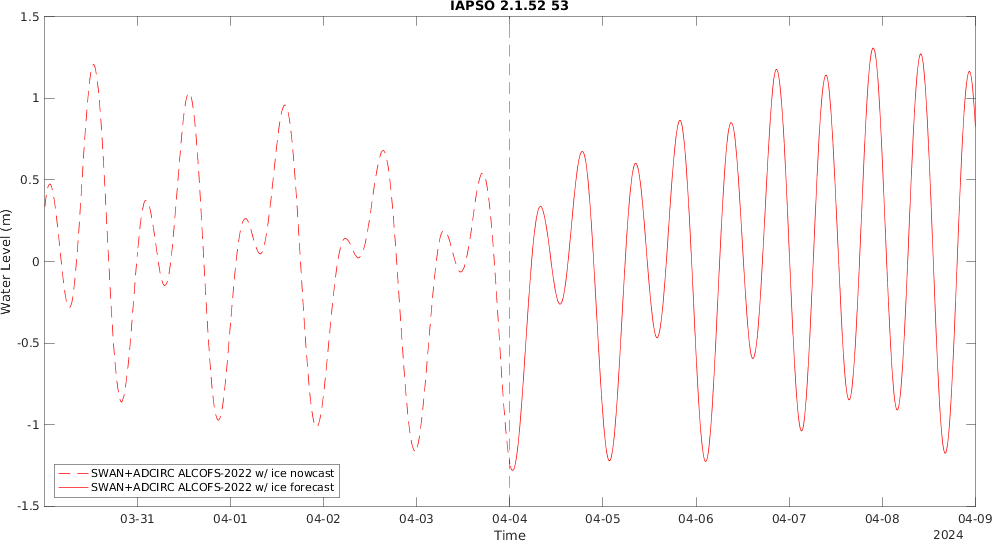 IAPSO 2.1.52 53
Water Level (m)
1.5
1
0.5
0
-0.5
-1
-1.5
SWAN+ADCIRC ALCOFS-2022 w/ ice nowcast
SWAN+ADCIRC ALCOFS-2022 w/ ice forecast
03-31 04-01 04-02 04-03 04-04 04-05 04-06 04-07 04-08 04-09
Time
2024